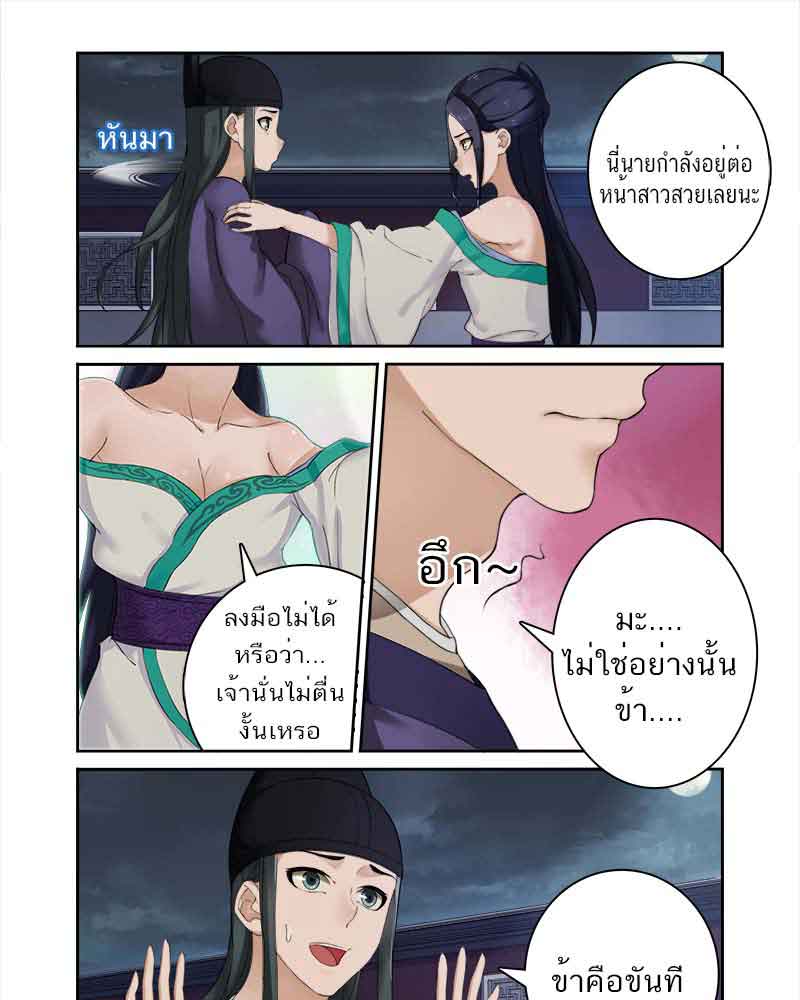 หันมา
นี่นายกำลังอยู่ต่อ
หน้าสาวสวยเลยนะ
ลงมือไม่ได้
หรือว่า...
เจ้านั่นไม่ตื่น
งั้นเหรอ
อึก~
มะ....
ไม่ใช่อย่างนั้น
ข้า....
ข้าคือขันที